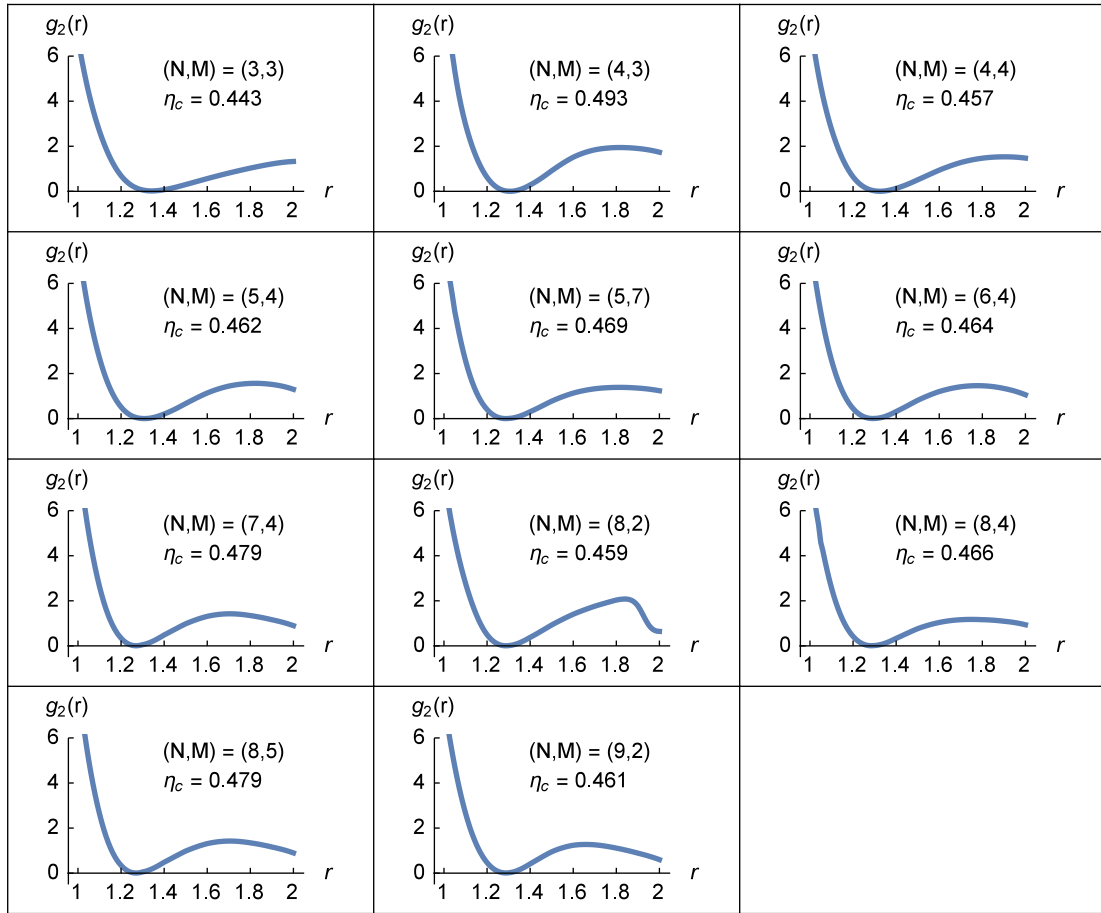 g₂(r)
6
(N,M) = (3,3)
4
η_c = 0.443
2
0
1 1.2 1.4 1.6 1.8 2 r
g₂(r)
6
(N,M) = (4,3)
4
η_c = 0.493
2
0
1 1.2 1.4 1.6 1.8 2 r
g₂(r)
6
(N,M) = (4,4)
4
η_c = 0.457
2
0
1 1.2 1.4 1.6 1.8 2 r
g₂(r)
6
(N,M) = (5,4)
4
η_c = 0.462
2
0
1 1.2 1.4 1.6 1.8 2 r
g₂(r)
6
(N,M) = (5,7)
4
η_c = 0.469
2
0
1 1.2 1.4 1.6 1.8 2 r
g₂(r)
6
(N,M) = (6,4)
4
η_c = 0.464
2
0
1 1.2 1.4 1.6 1.8 2 r
g₂(r)
6
(N,M) = (7,4)
4
η_c = 0.479
2
0
1 1.2 1.4 1.6 1.8 2 r
g₂(r)
6
(N,M) = (8,2)
4
η_c = 0.459
2
0
1 1.2 1.4 1.6 1.8 2 r
g₂(r)
6
(N,M) = (8,4)
4
η_c = 0.466
2
0
1 1.2 1.4 1.6 1.8 2 r
g₂(r)
6
(N,M) = (8,5)
4
η_c = 0.479
2
0
1 1.2 1.4 1.6 1.8 2 r
g₂(r)
6
(N,M) = (9,2)
4
η_c = 0.461
2
0
1 1.2 1.4 1.6 1.8 2 r